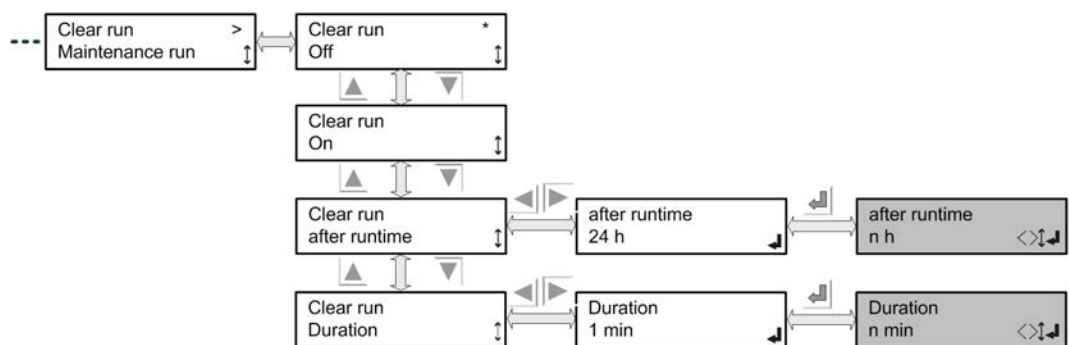 Clear run >
Maintenance run ↕
Clear run *
Off ↕
Clear run
On ↕
Clear run
after runtime ↕
after runtime
24 h ↵
after runtime
n h <>↕↵
Clear run
Duration ↕
Duration
1 min ↵
Duration
n min <>↕↵